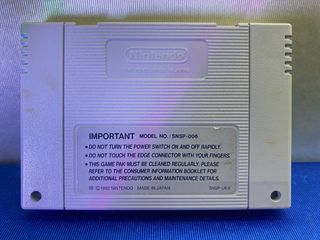 Nintendo
IMPORTANT MODEL NO. / SNSP-006
• DO NOT TURN THE POWER SWITCH ON AND OFF RAPIDLY.
• DO NOT TOUCH THE EDGE CONNECTOR WITH YOUR FINGERS.
• THIS GAME PAK MUST BE CLEANED REGULARLY. PLEASE
REFER TO THE CONSUMER INFORMATION BOOKLET FOR
ADDITIONAL PRECAUTIONS AND MAINTENANCE DETAILS.
© 1992 NINTENDO MADE IN JAPAN